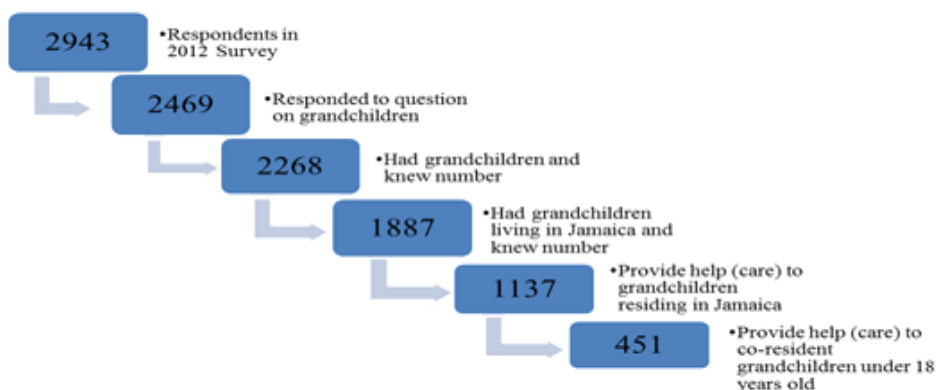 2943
•Respondents in
2012 Survey
2469
•Responded to question
on grandchildren
2268
•Had grandchildren and
knew number
1887
•Had grandchildren
living in Jamaica and
knew number
1137
•Provide help (care) to
grandchildren
residing in Jamaica
451
•Provide help (care) to
co-resident
grandchildren under 18
years old